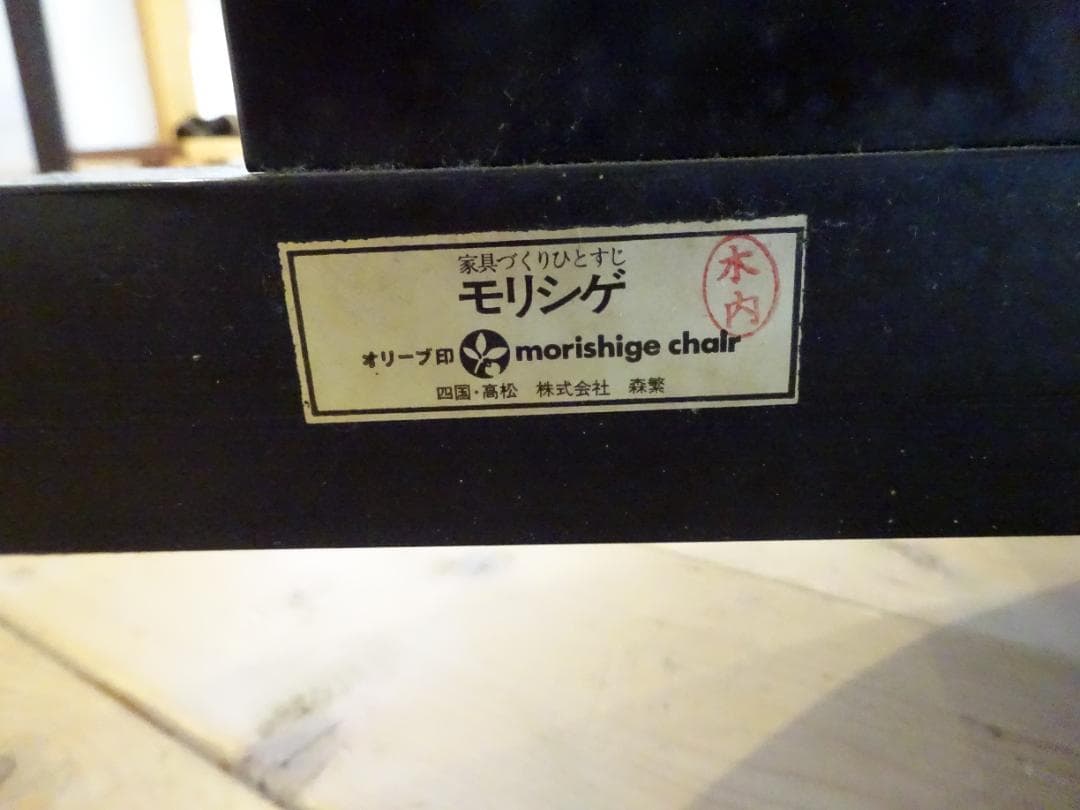 家具づくりひとすじ
モリシゲ
オリーブ印 morishige chair
四国・高松 株式会社 森繁
水内